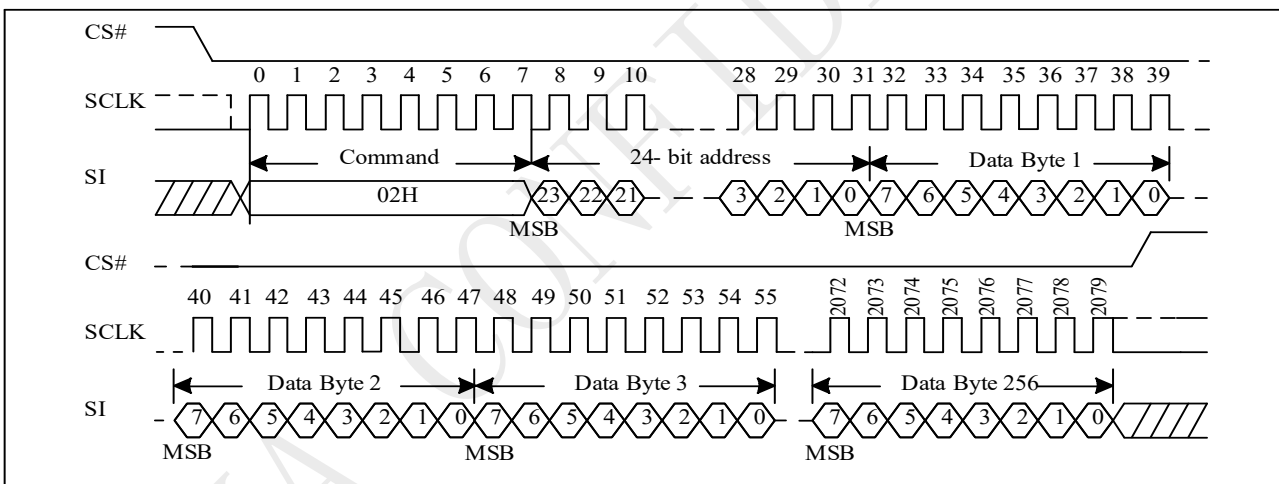 CS#
0 1 2 3 4 5 6 7 8 9 10 28 29 30 31 32 33 34 35 36 37 38 39
SCLK
Command 24- bit address Data Byte 1
SI
02H 23 22 21 3 2 1 0 7 6 5 4 3 2 1 0
MSB MSB
CS#
40 41 42 43 44 45 46 47 48 49 50 51 52 53 54 55 2072 2073 2074 2075 2076 2077 2078 2079
SCLK
Data Byte 2 Data Byte 3 Data Byte 256
SI
7 6 5 4 3 2 1 0 7 6 5 4 3 2 1 0 7 6 5 4 3 2 1 0
MSB MSB MSB
A CONF ID